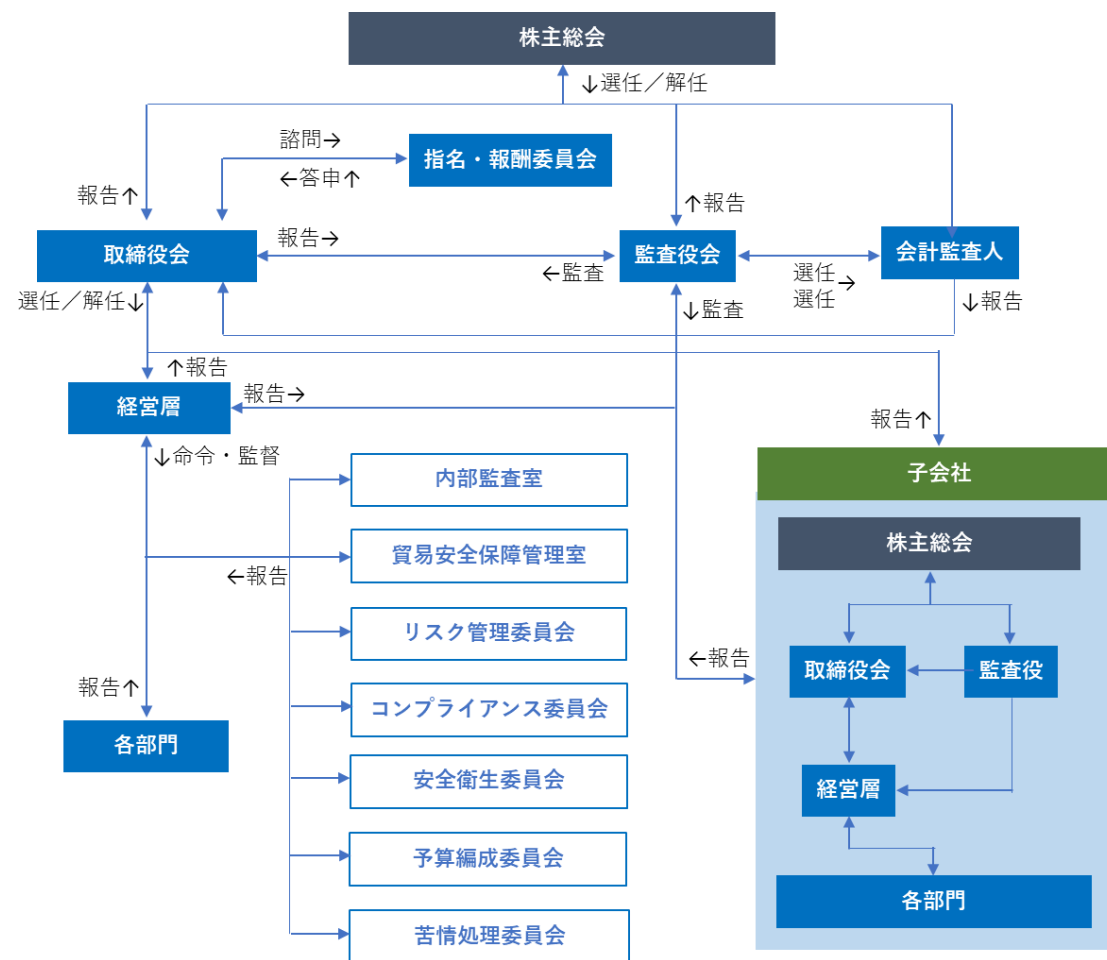 株主総会
↓選任／解任
諮問→
指名・報酬委員会
←答申↑
報告↑
↑報告
取締役会
報告→
←監査
監査役会
選任→
選任
会計監査人
選任／解任↓
↓監査
↓報告
↑報告
経営層
報告→
報告↑
↓命令・監督
内部監査室
貿易安全保障管理室
←報告
リスク管理委員会
コンプライアンス委員会
安全衛生委員会
予算編成委員会
苦情処理委員会
報告↑
各部門
←報告
子会社
株主総会
取締役会
監査役
経営層
各部門